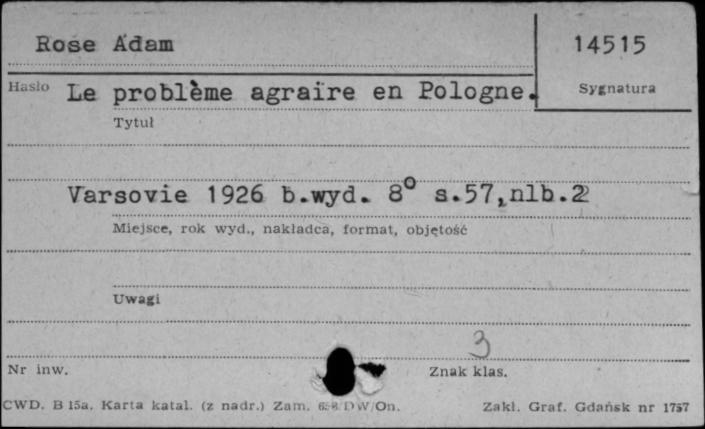 Rose Adam
14515
Hasło
Le problème agraire en Pologne.
Sygnatura
Tytuł
Varsovie 1926 b.wyd. 8° s.57,nlb.2
Miejsce, rok wyd., nakładca, format, objętość
Uwagi
3
Nr inw.
Znak klas.
CWD. B 15a. Karta katal. (z nadr.) Zam. DW/On.
Zakł. Graf. Gdańsk nr 1757